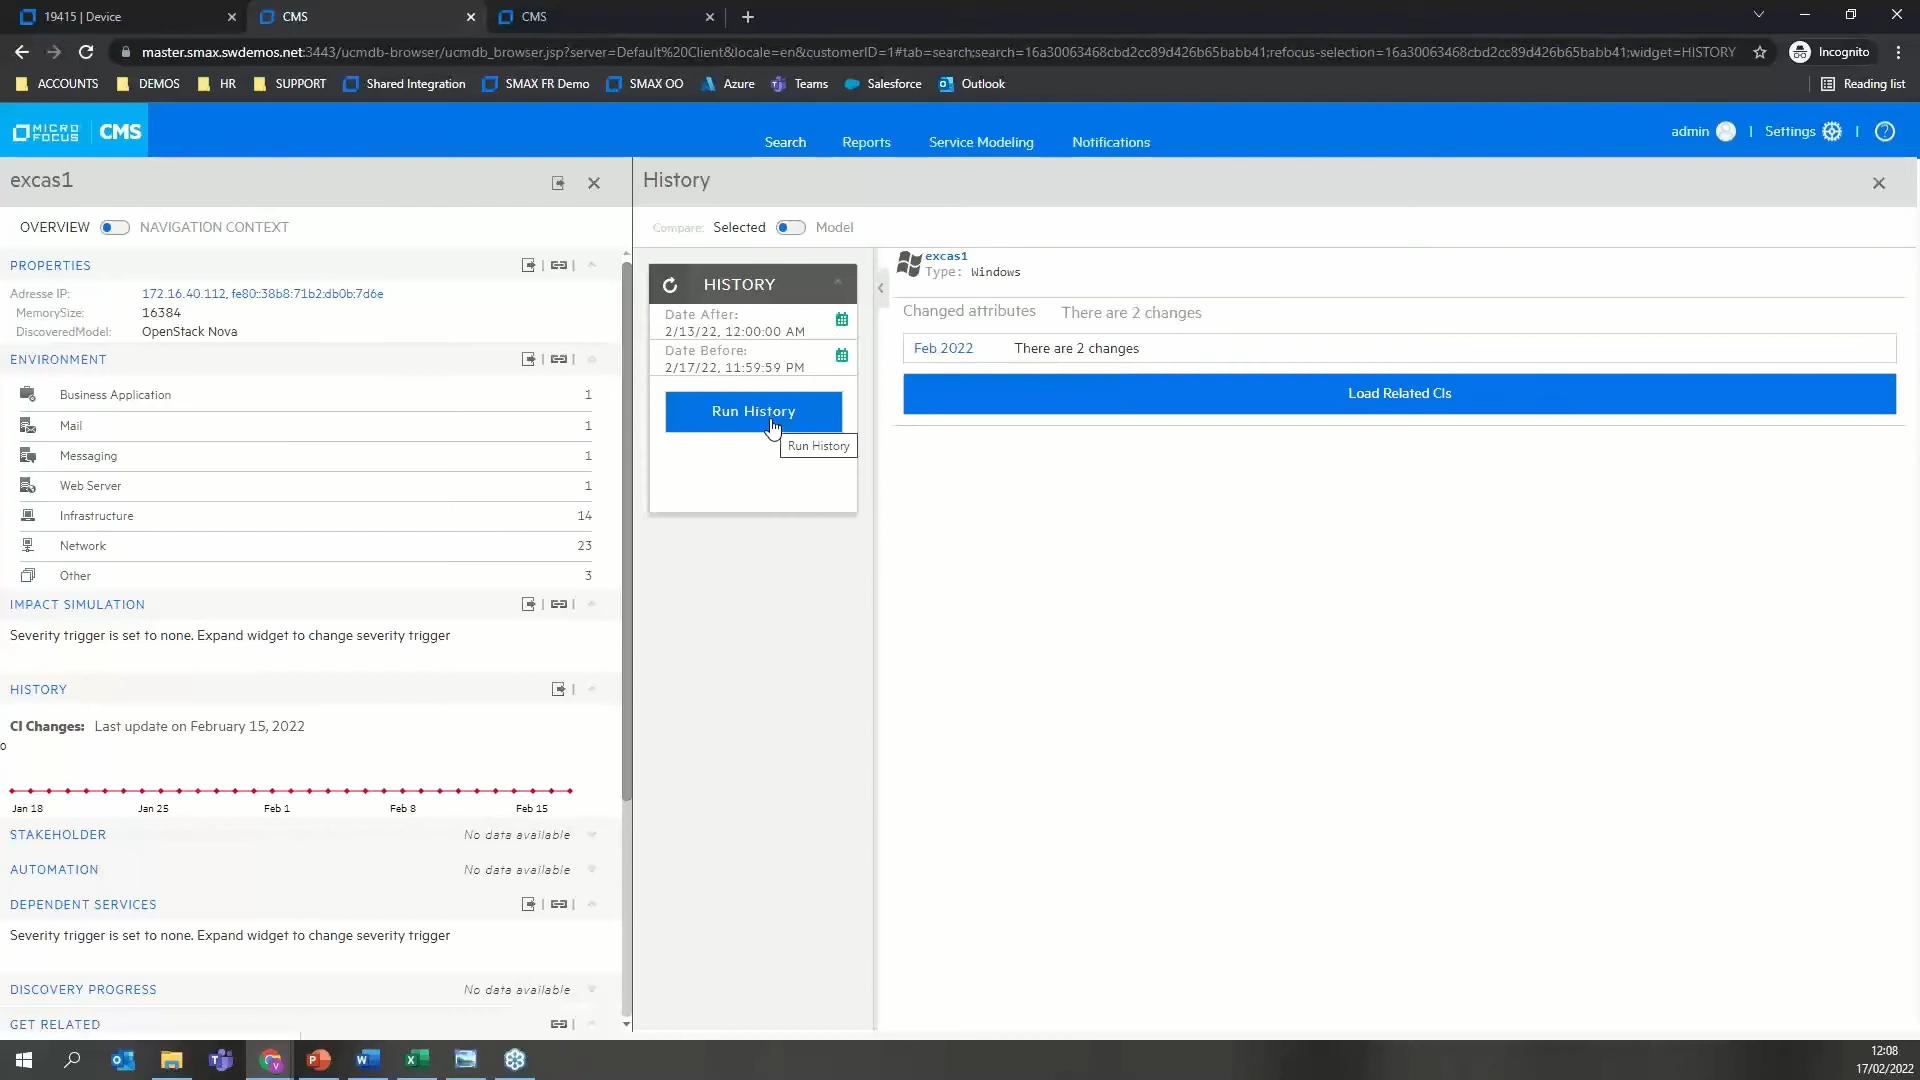 19415 | Device
CMS
CMS
master.smax.swdemos.net:3443/ucmdb-browser/ucmdb_browser.jsp?server=Default%20Client&locale=en&customerID=1#tab=search;search=16a30063468cbd2cc89d426b65babb41;refocus-selection=16a30063468cbd2cc89d426b65babb41;widget=HISTORY
Incognito
ACCOUNTS
DEMOS
HR
SUPPORT
Shared Integration
SMAX FR Demo
SMAX OO
Azure
Teams
Salesforce
Outlook
Reading list
MICRO FOCUS
CMS
Search
Reports
Service Modeling
Notifications
admin
Settings
excas1
OVERVIEW
NAVIGATION CONTEXT
PROPERTIES
Adresse IP: 172.16.40.112, fe80::38b8:71b2:db0b:7d6e
MemorySize: 16384
DiscoveredModel: OpenStack Nova
ENVIRONMENT
Business Application 1
Mail 1
Messaging 1
Web Server 1
Infrastructure 14
Network 23
Other 3
IMPACT SIMULATION
Severity trigger is set to none. Expand widget to change severity trigger
HISTORY
CI Changes: Last update on February 15, 2022
0
Jan 18 Jan 25 Feb 1 Feb 8 Feb 15
STAKEHOLDER No data available
AUTOMATION No data available
DEPENDENT SERVICES
Severity trigger is set to none. Expand widget to change severity trigger
DISCOVERY PROGRESS No data available
GET RELATED
History
Compare: Selected Model
HISTORY
Date After:
2/13/22, 12:00:00 AM
Date Before:
2/17/22, 11:59:59 PM
Run History
Run History
excas1
Type: Windows
Changed attributes There are 2 changes
Feb 2022 There are 2 changes
Load Related CIs
12:08
17/02/2022